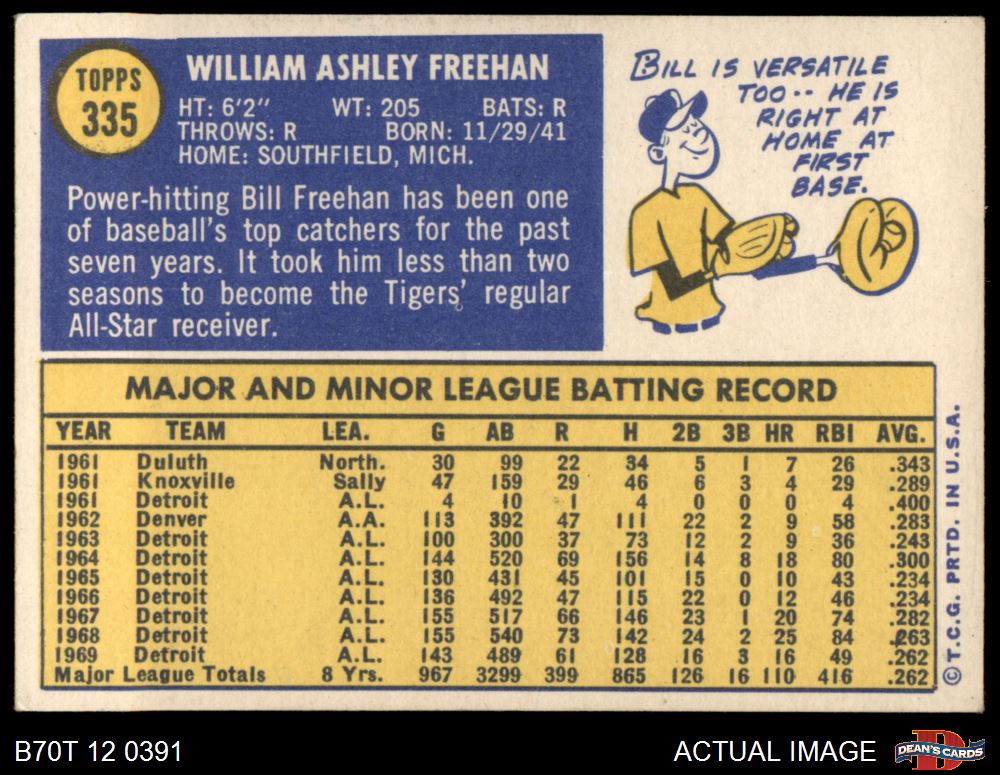 TOPPS
335
WILLIAM ASHLEY FREEHAN
HT: 6'2" WT: 205 BATS: R
THROWS: R BORN: 11/29/41
HOME: SOUTHFIELD, MICH.
Power-hitting Bill Freehan has been one
of baseball's top catchers for the past
seven years. It took him less than two
seasons to become the Tigers' regular
All-Star receiver.
BILL IS VERSATILE
TOO-- HE IS
RIGHT AT
HOME AT
FIRST
BASE.
MAJOR AND MINOR LEAGUE BATTING RECORD
YEAR TEAM LEA. G AB R H 2B 3B HR RBI AVG.
1961 Duluth North. 30 99 22 34 5 1 7 26 .343
1961 Knoxville Sally 47 159 29 46 6 3 4 29 .289
1961 Detroit A.L. 4 10 1 4 0 0 0 4 .400
1962 Denver A.A. 113 392 47 111 22 2 9 58 .283
1963 Detroit A.L. 100 300 37 73 12 2 9 36 .243
1964 Detroit A.L. 144 520 69 156 14 8 18 80 .300
1965 Detroit A.L. 130 431 45 101 15 0 10 43 .234
1966 Detroit A.L. 136 492 47 115 22 0 12 46 .234
1967 Detroit A.L. 155 517 66 146 23 1 20 74 .282
1968 Detroit A.L. 155 540 73 142 24 2 25 84 .263
1969 Detroit A.L. 143 489 61 128 16 3 16 49 .262
Major League Totals 8 Yrs. 967 3299 399 865 126 16 110 416 .262
© T.C.G. PRTD. IN U.S.A.
B70T 12 0391
ACTUAL IMAGE
B
DEAN'S CARDS